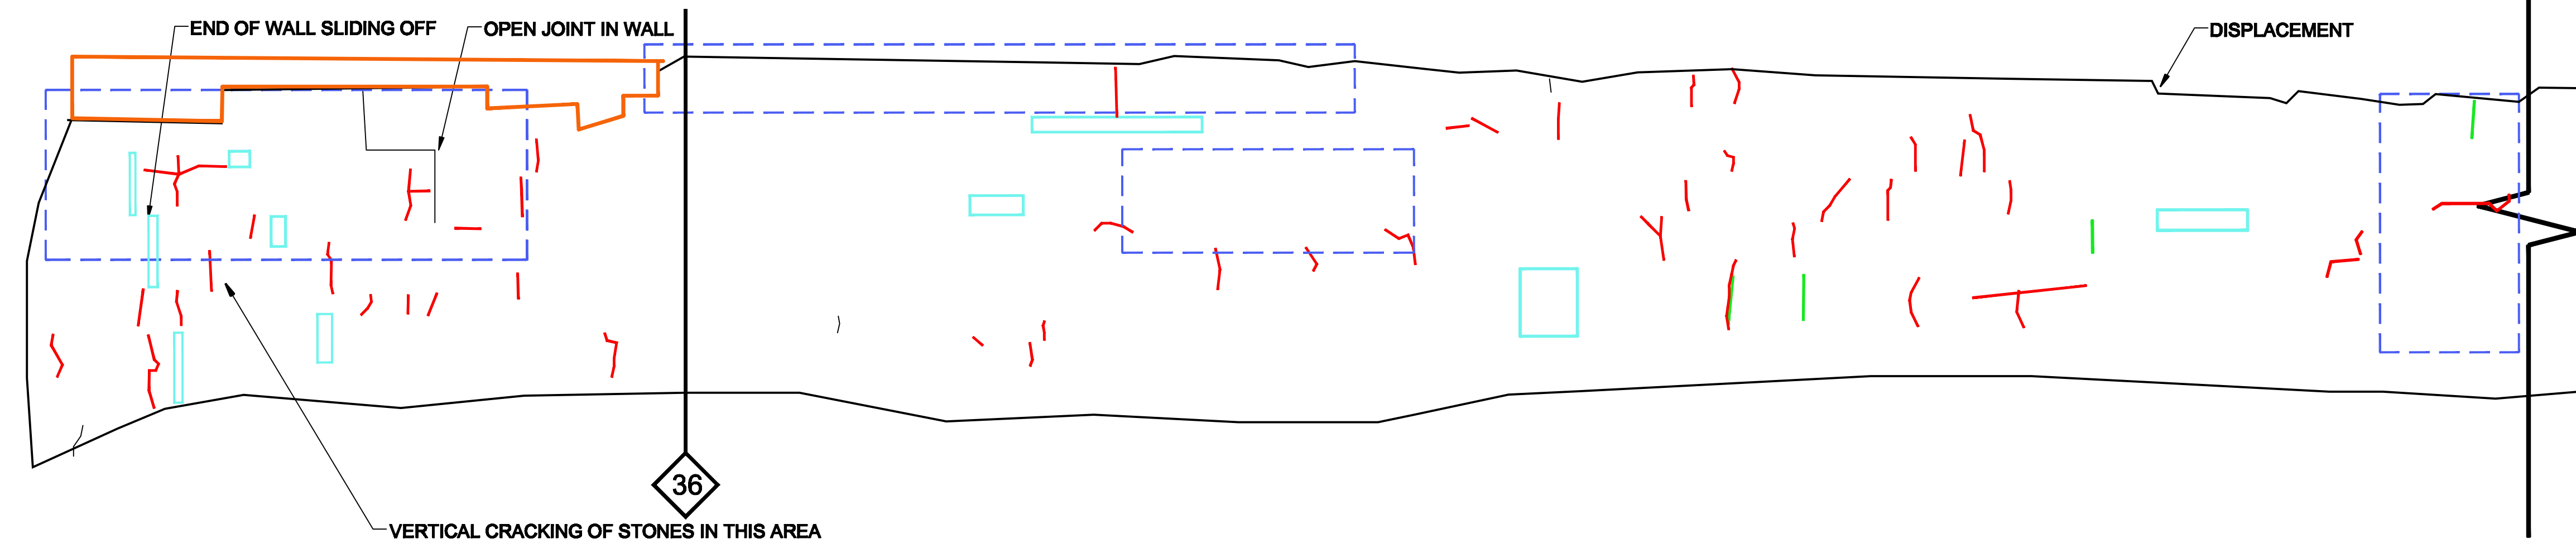 END OF WALL SLIDING OFF
OPEN JOINT IN WALL
DISPLACEMENT
36
VERTICAL CRACKING OF STONES IN THIS AREA